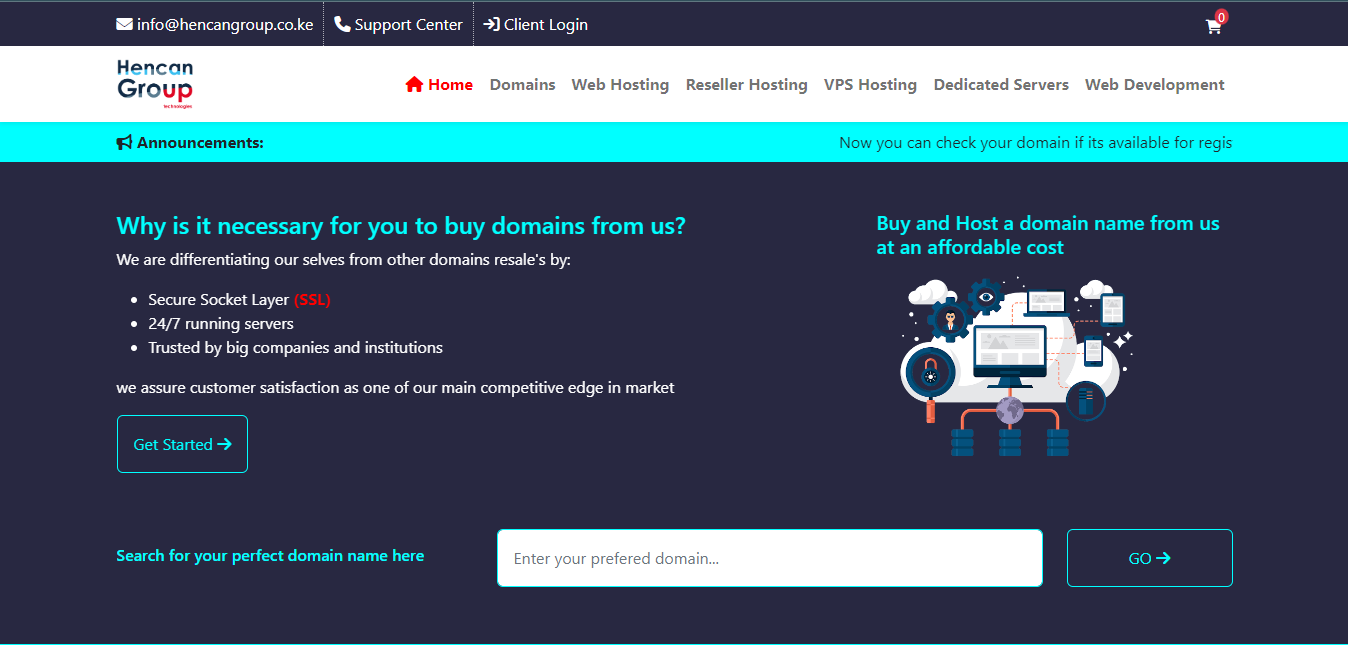 info@hencangroup.co.ke Support Center Client Login 0
Hencan
Group
technologies
Home Domains Web Hosting Reseller Hosting VPS Hosting Dedicated Servers Web Development
Announcements: Now you can check your domain if its available for regis
Why is it necessary for you to buy domains from us?
We are differentiating our selves from other domains resale's by:
Secure Socket Layer (SSL)
24/7 running servers
Trusted by big companies and institutions
we assure customer satisfaction as one of our main competitive edge in market
Get Started
Buy and Host a domain name from us
at an affordable cost
Search for your perfect domain name here
Enter your prefered domain...
GO